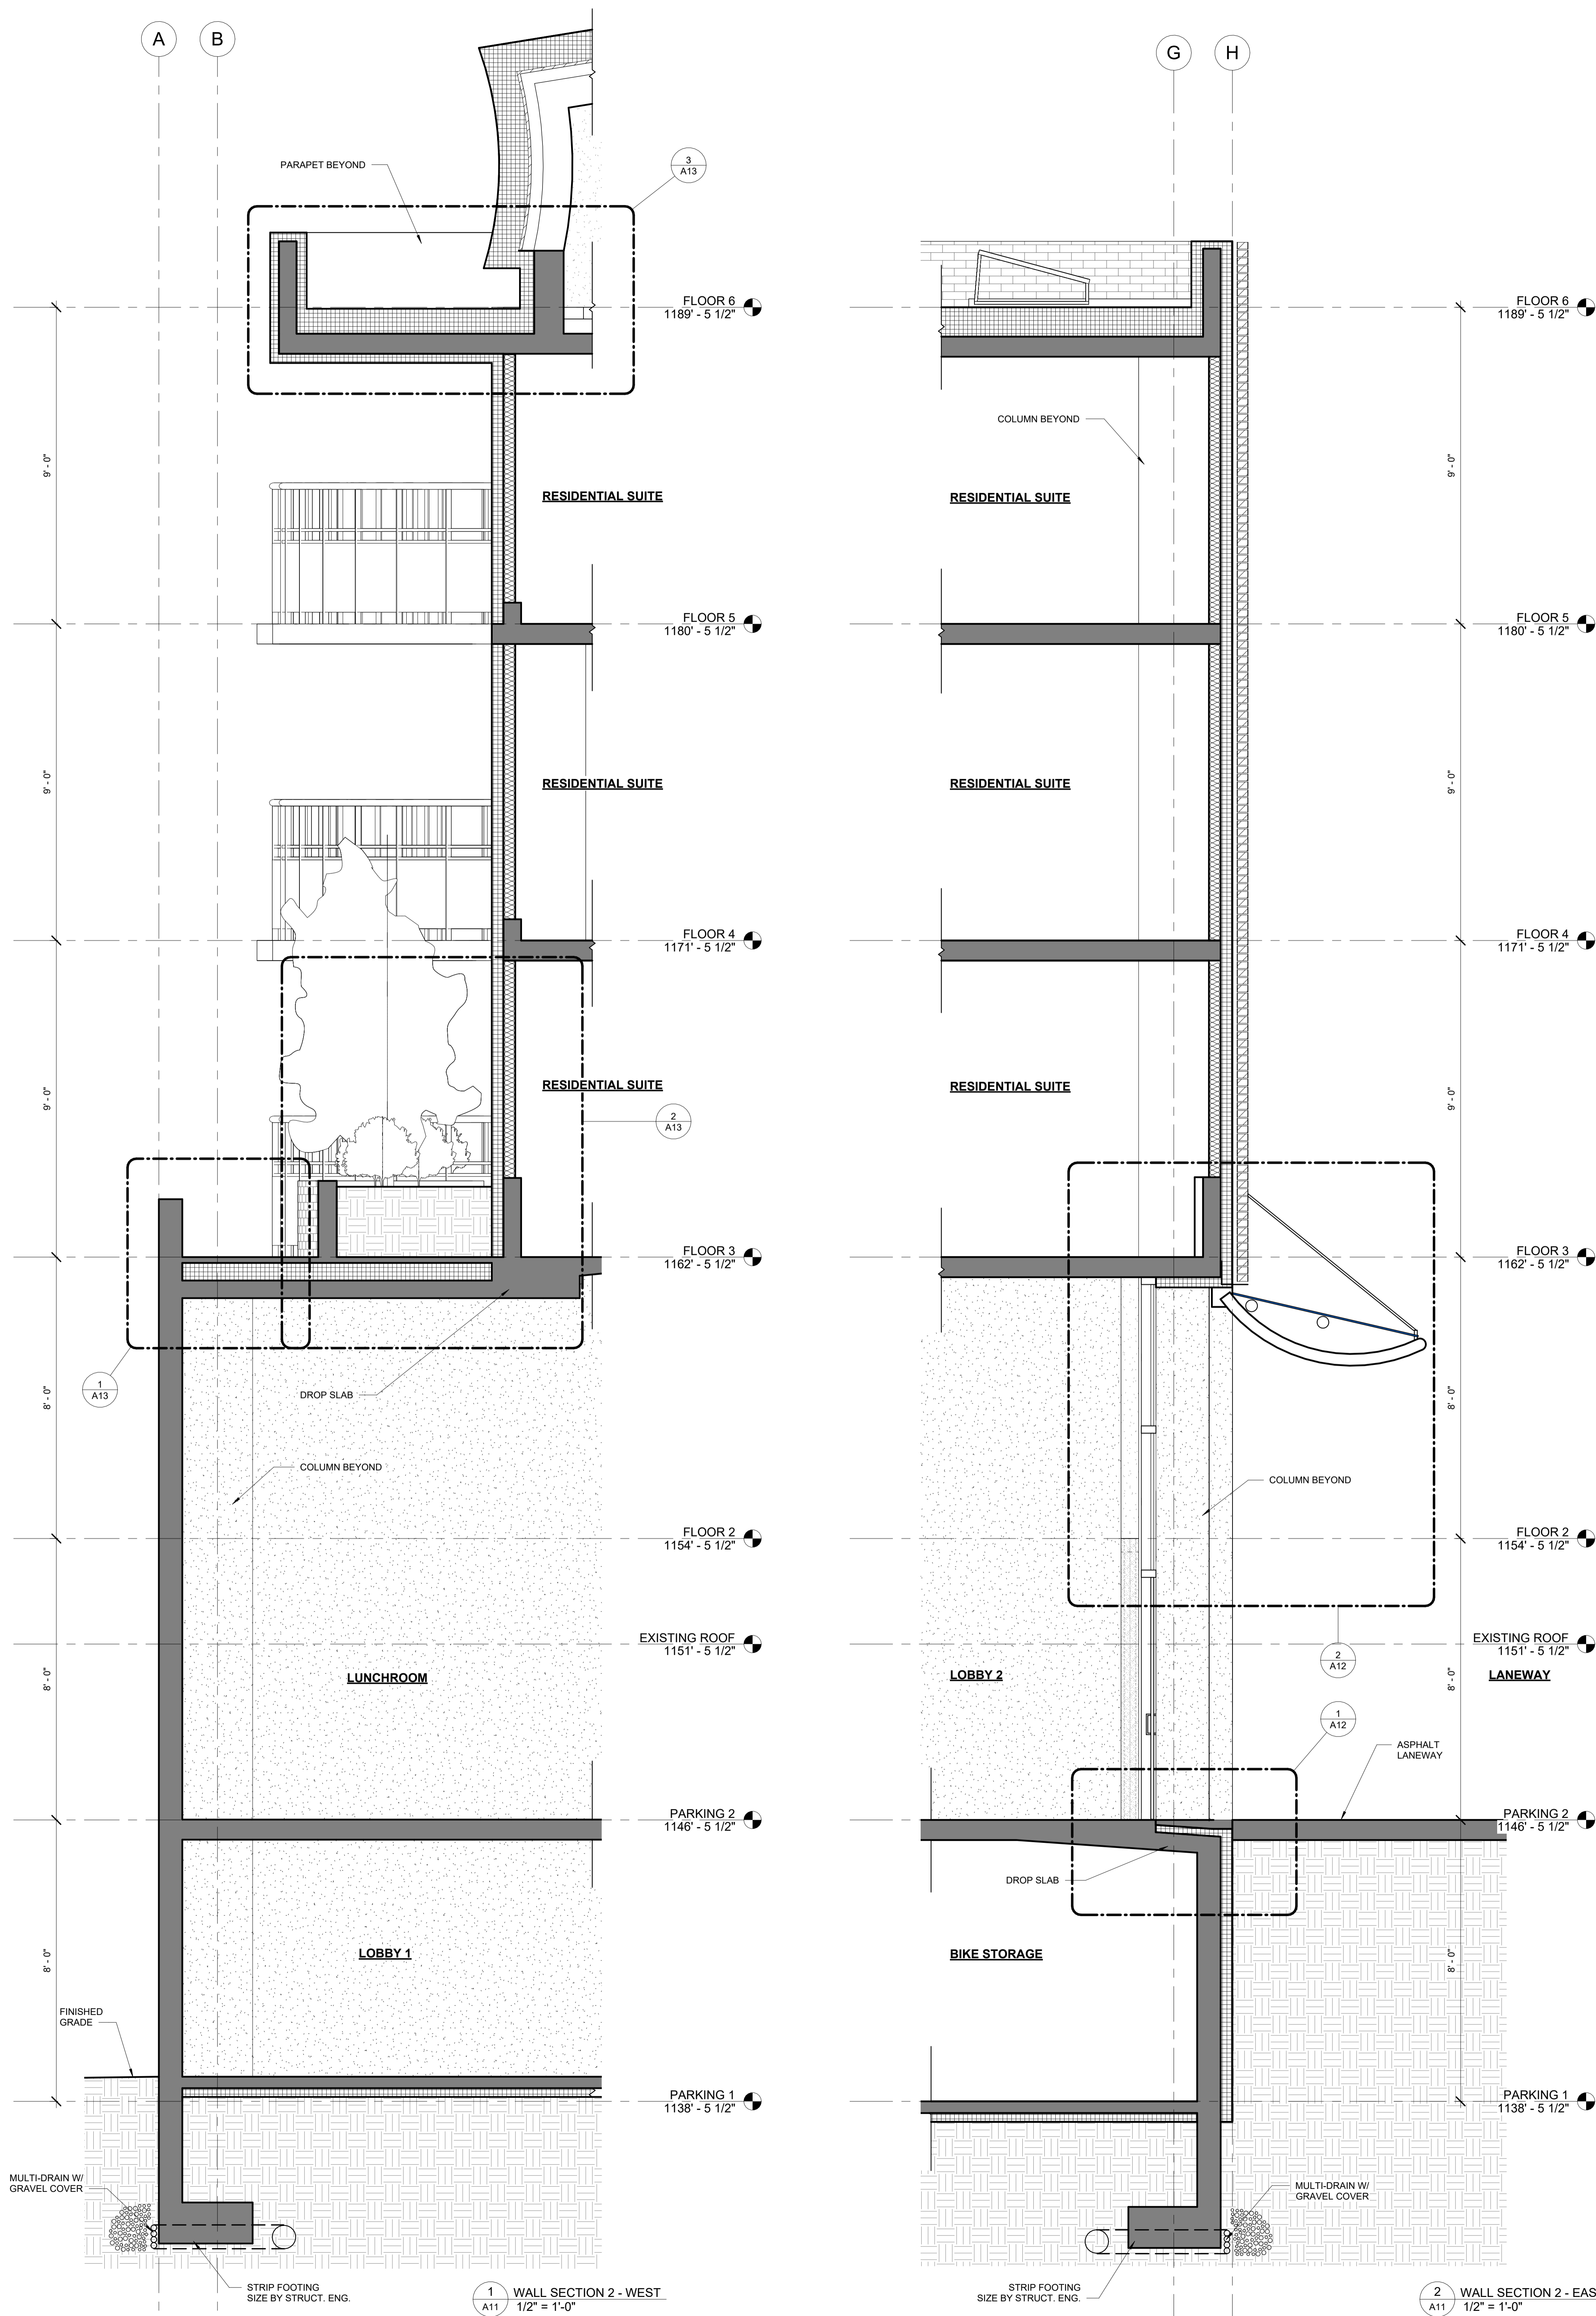 A
B
G
H
PARAPET BEYOND
3
A13
FLOOR 6
1189' - 5 1/2"
9' - 0"
RESIDENTIAL SUITE
FLOOR 5
1180' - 5 1/2"
9' - 0"
RESIDENTIAL SUITE
FLOOR 4
1171' - 5 1/2"
9' - 0"
RESIDENTIAL SUITE
2
A13
FLOOR 3
1162' - 5 1/2"
1
A13
DROP SLAB
8' - 0"
COLUMN BEYOND
FLOOR 2
1154' - 5 1/2"
EXISTING ROOF
1151' - 5 1/2"
8' - 0"
LUNCHROOM
PARKING 2
1146' - 5 1/2"
LOBBY 1
8' - 0"
FINISHED
GRADE
PARKING 1
1138' - 5 1/2"
MULTI-DRAIN W/
GRAVEL COVER
STRIP FOOTING
SIZE BY STRUCT. ENG.
1
A11
WALL SECTION 2 - WEST
1/2" = 1'-0"
FLOOR 6
1189' - 5 1/2"
COLUMN BEYOND
9' - 0"
RESIDENTIAL SUITE
FLOOR 5
1180' - 5 1/2"
RESIDENTIAL SUITE
9' - 0"
FLOOR 4
1171' - 5 1/2"
RESIDENTIAL SUITE
9' - 0"
FLOOR 3
1162' - 5 1/2"
8' - 0"
COLUMN BEYOND
FLOOR 2
1154' - 5 1/2"
EXISTING ROOF
1151' - 5 1/2"
2
A12
LOBBY 2
8' - 0"
LANEWAY
1
A12
ASPHALT
LANEWAY
PARKING 2
1146' - 5 1/2"
DROP SLAB
BIKE STORAGE
8' - 0"
PARKING 1
1138' - 5 1/2"
MULTI-DRAIN W/
GRAVEL COVER
STRIP FOOTING
SIZE BY STRUCT. ENG.
2
A11
WALL SECTION 2 - EAS
1/2" = 1'-0"